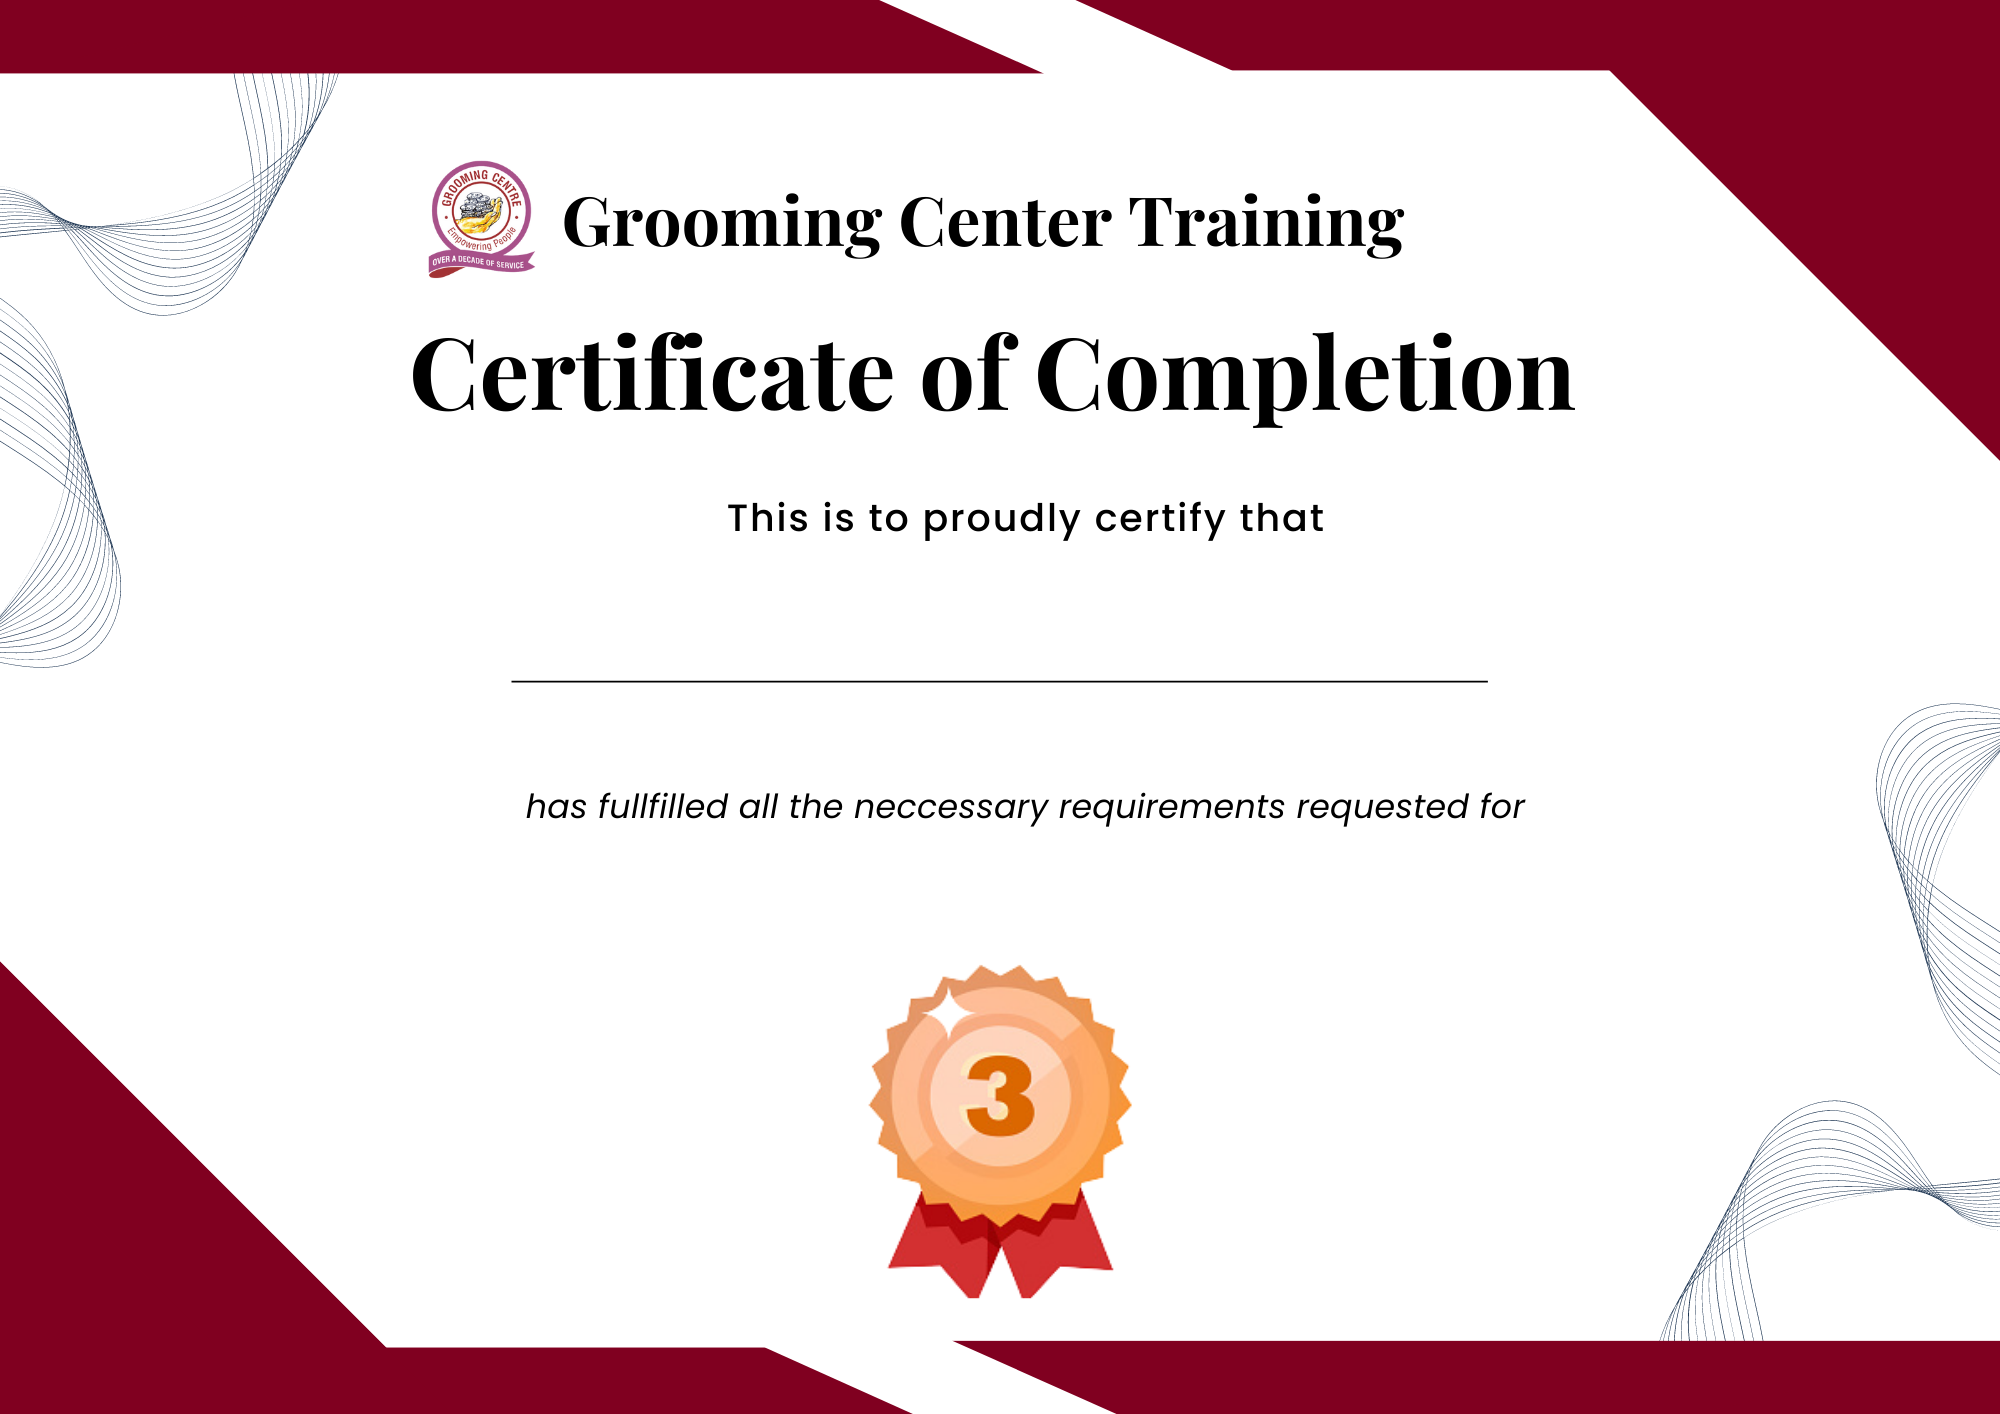 GROOMING CENTRE
Empowering People
OVER A DECADE OF SERVICE
Grooming Center Training
Certificate of Completion
This is to proudly certify that
has fullfilled all the neccessary requirements requested for
3